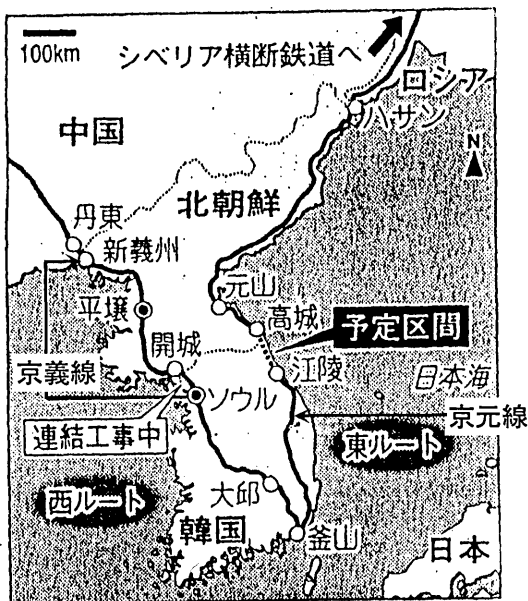 100km
シベリア横断鉄道へ
ロシア
ハサン
中国
N
北朝鮮
丹東
新義州
元山
平壌
高城
予定区間
開城
京義線
江陵
日本海
ソウル
京元線
連結工事中
東ルート
大邱
西ルート
韓国
釜山
日本